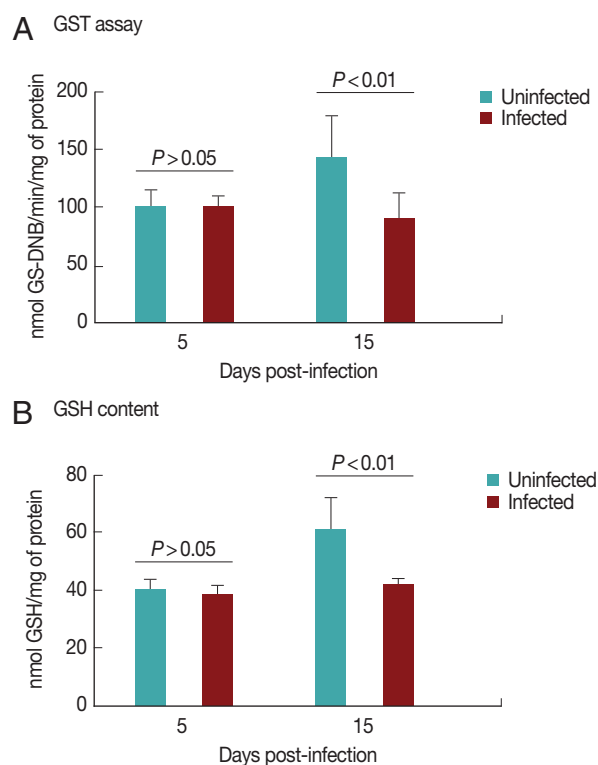 A GST assay
nmol GS-DNB/min/mg of protein
200
150
100
50
0
P > 0.05
P < 0.01
Uninfected
Infected
5 15
Days post-infection
B GSH content
nmol GSH/mg of protein
80
60
40
20
0
P > 0.05
P < 0.01
Uninfected
Infected
5 15
Days post-infection